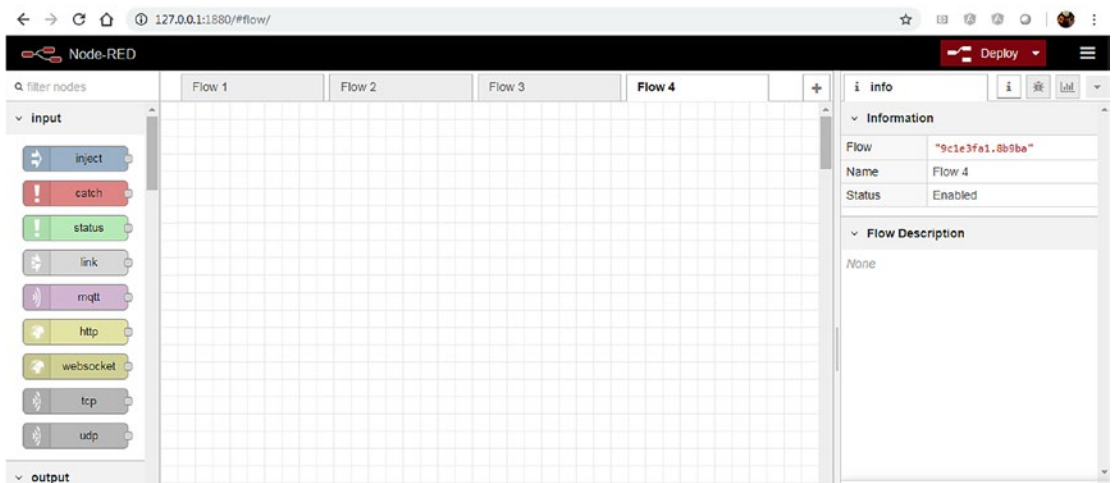 127.0.0.1:1880/#flow/
Node-RED
Deploy
filter nodes
Flow 1
Flow 2
Flow 3
Flow 4
i info
i
input
inject
catch
status
link
mqtt
http
websocket
tcp
udp
output
Information
Flow "9c1e3fa1.8b9ba"
Name Flow 4
Status Enabled
Flow Description
None